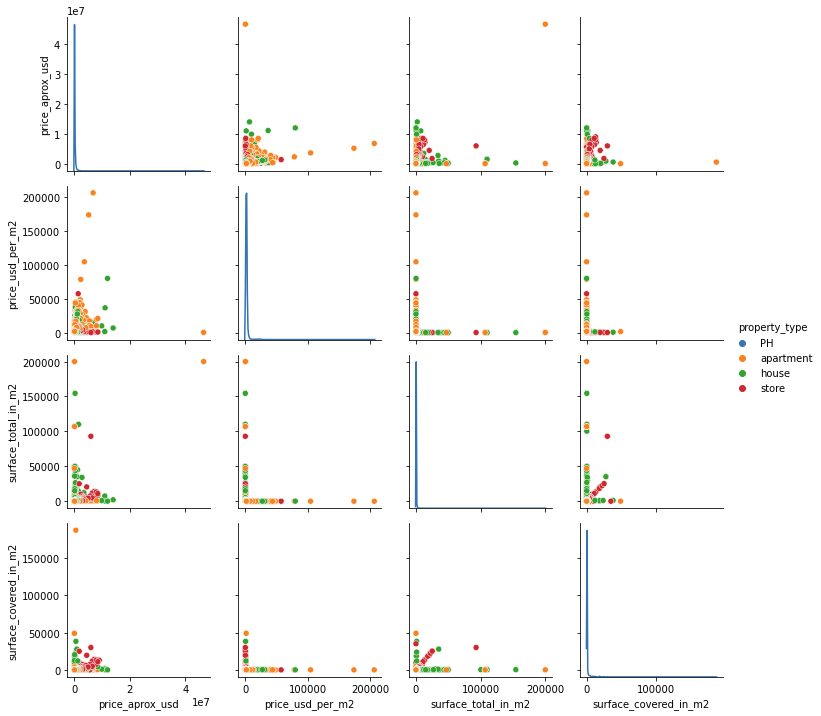 1e7
price_aprox_usd
4
3
2
1
0
price_usd_per_m2
200000
150000
100000
50000
0
property_type
PH
apartment
house
store
surface_total_in_m2
200000
150000
100000
50000
0
surface_covered_in_m2
150000
100000
50000
0
0 2 4
1e7
0 100000 200000
0 100000 200000
0 100000
price_aprox_usd price_usd_per_m2 surface_total_in_m2 surface_covered_in_m2